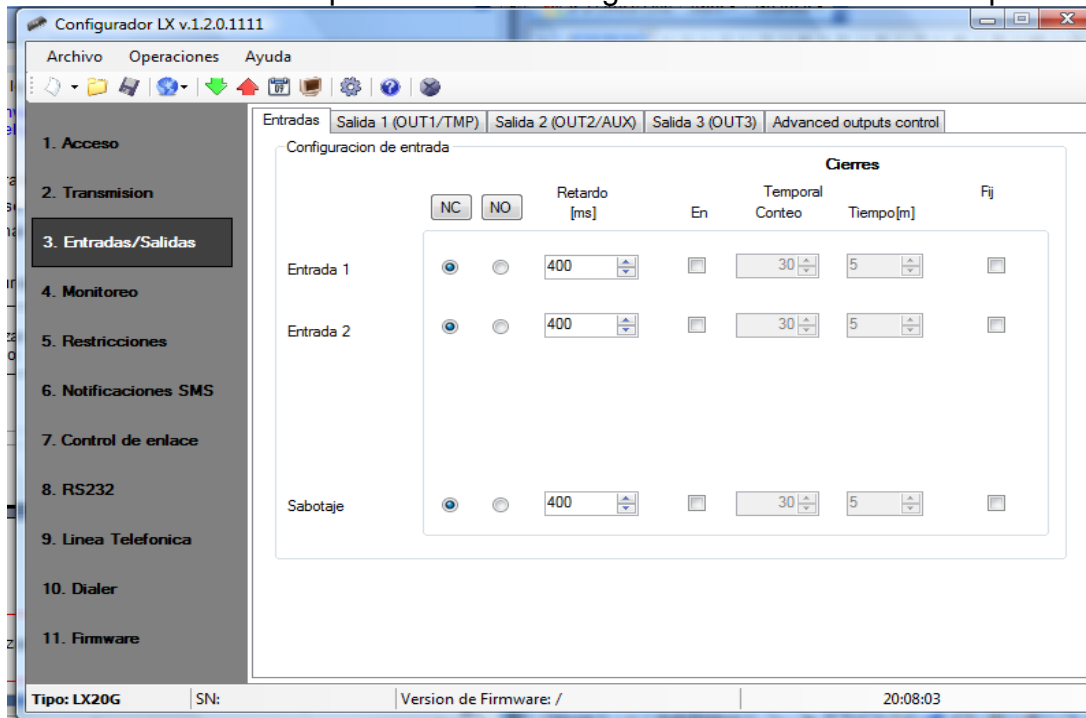 Configurador LX v.1.2.0.1111
Archivo Operaciones Ayuda
Entradas Salida 1 (OUT1/TMP) Salida 2 (OUT2/AUX) Salida 3 (OUT3) Advanced outputs control
1. Acceso
2. Transmision
3. Entradas/Salidas
4. Monitoreo
5. Restricciones
6. Notificaciones SMS
7. Control de enlace
8. RS232
9. Linea Telefonica
10. Dialer
11. Firmware
Configuracion de entrada
Cierres
NC NO Retardo [ms] En Temporal Conteo Tiempo[m] Fij
Entrada 1 400 30 5
Entrada 2 400 30 5
Sabotaje 400 30 5
Tipo: LX20G SN: Version de Firmware: / 20:08:03